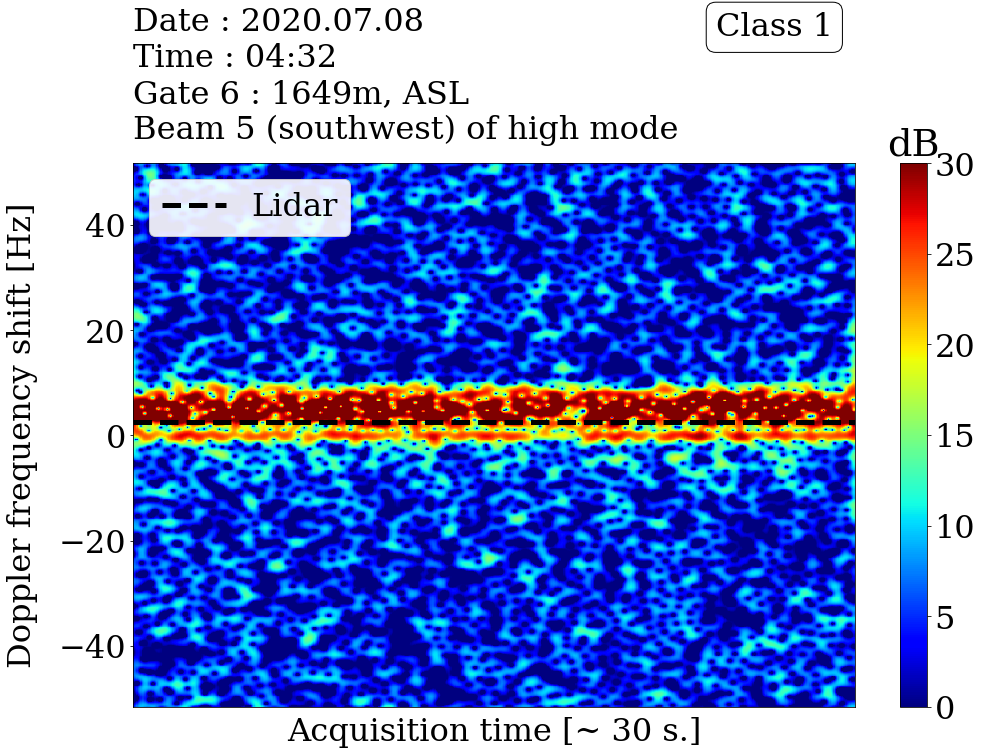 Date : 2020.07.08
Time : 04:32
Gate 6 : 1649m, ASL
Beam 5 (southwest) of high mode
Class 1
dB
Lidar
Doppler frequency shift [Hz]
40
20
0
−20
−40
30
25
20
15
10
5
0
Acquisition time [~ 30 s.]